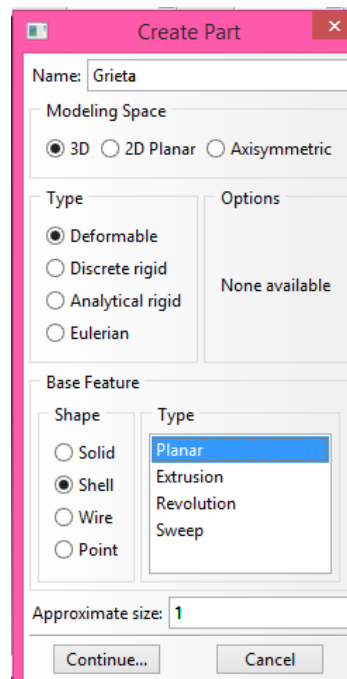 Create Part
Name: Grieta
Modeling Space
3D 2D Planar Axisymmetric
Type
Options
Deformable
Discrete rigid
Analytical rigid
Eulerian
None available
Base Feature
Shape
Type
Solid
Shell
Wire
Point
Planar
Extrusion
Revolution
Sweep
Approximate size: 1
Continue...
Cancel